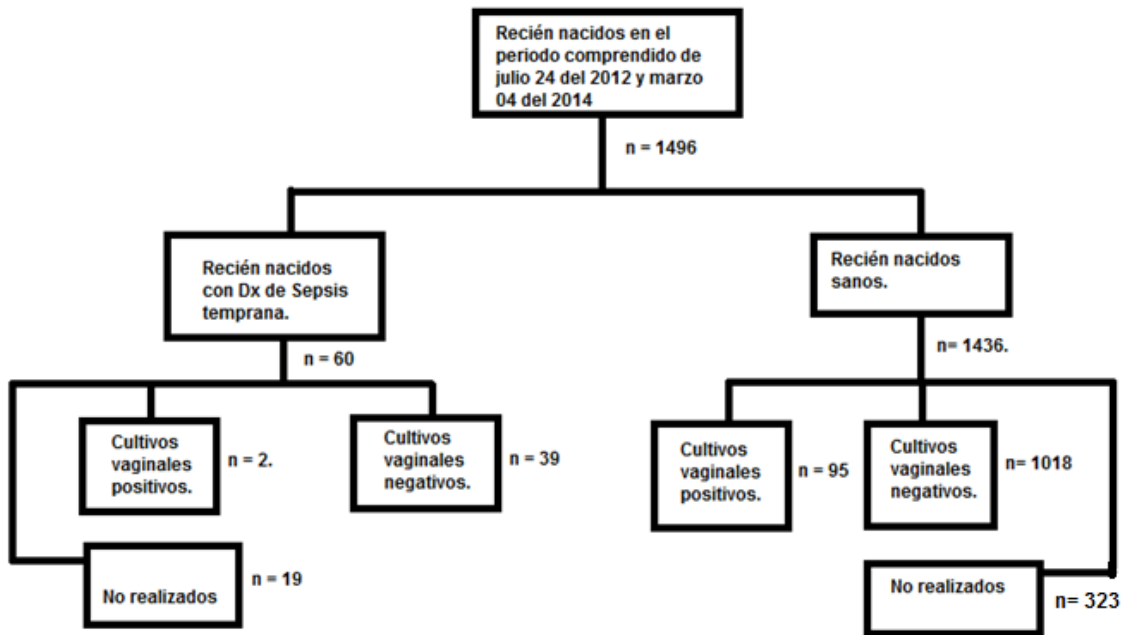 Recién nacidos en el
periodo comprendido de
julio 24 del 2012 y marzo
04 del 2014
n = 1496
Recién nacidos
con Dx de Sepsis
temprana.
n = 60
Recién nacidos
sanos.
n= 1436.
Cultivos
vaginales
positivos.
n = 2.
Cultivos
vaginales
negativos.
n = 39
Cultivos
vaginales
positivos.
n = 95
Cultivos
vaginales
negativos.
n= 1018
No realizados
n = 19
No realizados
n= 323